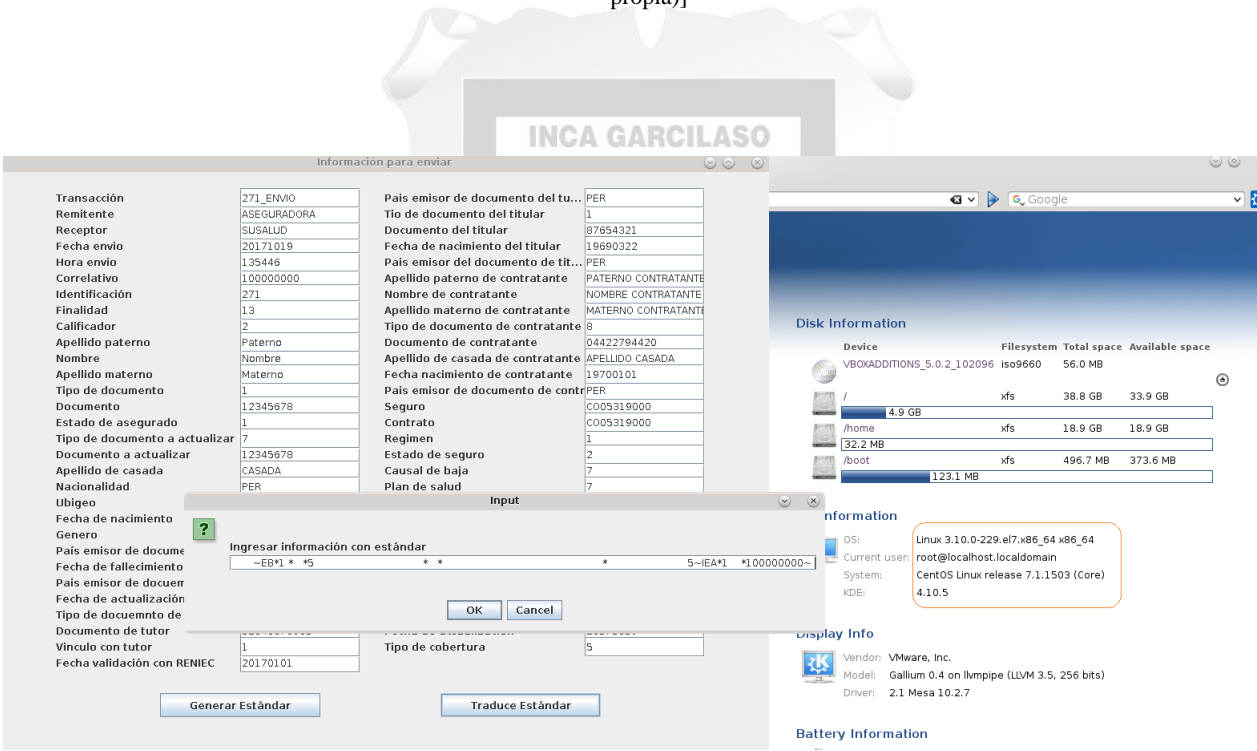 propia)]
INCA GARCILASO
Información para enviar
Transacción 271_ENVIO
Remitente ASEGURADORA
Receptor SUSALUD
Fecha envio 20171019
Hora envio 135446
Correlativo 100000000
Identificación 271
Finalidad 13
Calificador 2
Apellido paterno Paterno
Nombre Nombre
Apellido materno Materno
Tipo de documento 1
Documento 12345678
Estado de asegurado 1
Tipo de documento a actualizar 7
Documento a actualizar 12345678
Apellido de casada CASADA
Nacionalidad PER
Ubigeo
Fecha de nacimiento
Genero
País emisor de docume
Fecha de fallecimiento
Pais emisor de docuem
Fecha de actualización
Tipo de docuemnto de
Documento de tutor
Vinculo con tutor 1
Fecha validación con RENIEC 20170101
Pais emisor de documento del tu... PER
Tio de documento del titular 1
Documento del titular 87654321
Fecha de nacimiento del titular 19690322
Pais emisor del documento de tit... PER
Apellido paterno de contratante PATERNO CONTRATANTE
Nombre de contratante NOMBRE CONTRATANTE
Apellido materno de contratante MATERNO CONTRATANTE
Tipo de documento de contratante 8
Documento de contratante 04422794420
Apellido de casada de contratante APELLIDO CASADA
Fecha nacimiento de contratante 19700101
Pais emisor de documento de contr PER
Seguro C005319000
Contrato C005319000
Regimen 1
Estado de seguro 2
Causal de baja 7
Plan de salud 7
Tipo de cobertura 5
Input
?
Ingresar información con estándar
~EB*1 * *5 * * * 5~IEA*1 *100000000~
OK Cancel
Generar Estándar Traduce Estándar
Google
Disk Information
Device Filesystem Total space Available space
VBOXADDITIONS_5.0.2_102096 iso9660 56.0 MB
/ xfs 38.8 GB 33.9 GB
4.9 GB
/home xfs 18.9 GB 18.9 GB
32.2 MB
/boot xfs 496.7 MB 373.6 MB
123.1 MB
nformation
OS: Linux 3.10.0-229.el7.x86_64 x86_64
Current user: root@localhost.localdomain
System: CentOS Linux release 7.1.1503 (Core)
KDE: 4.10.5
Display Info
Vendor: VMware, Inc.
Model: Gallium 0.4 on llvmpipe (LLVM 3.5, 256 bits)
Driver: 2.1 Mesa 10.2.7
Battery Information